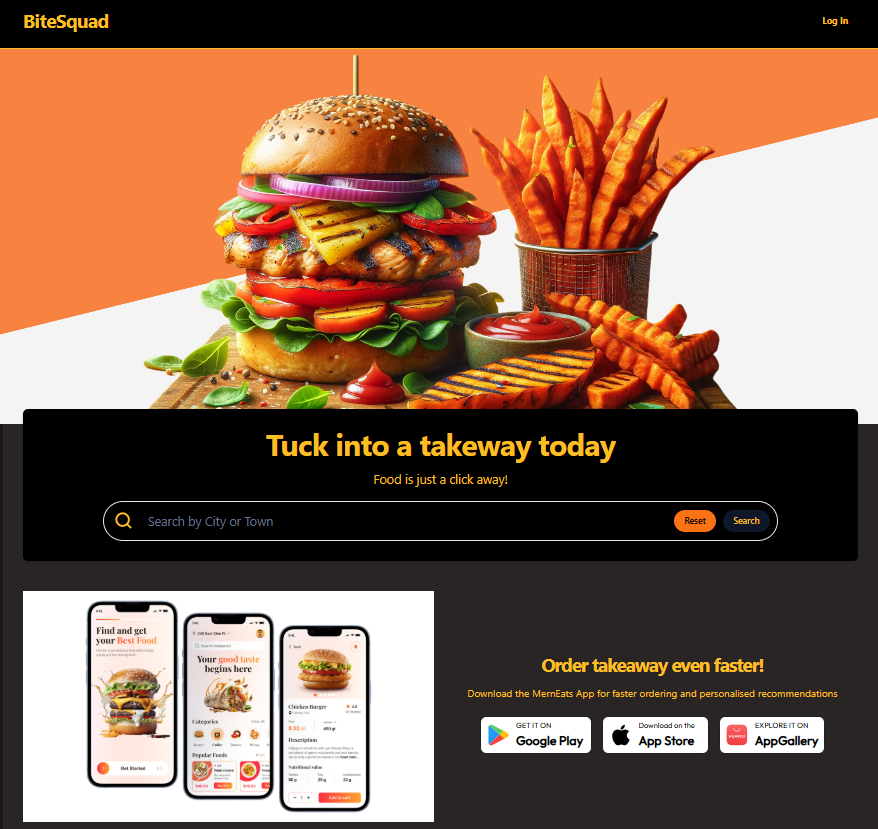 BiteSquad
Log In
Tuck into a takeway today
Food is just a click away!
Search by City or Town
Reset
Search
Find and get
your Best Food
Get Started
Search restaurant
Your good taste
begins here
Categories
View all
Popular Foods
Chicken Burger
Description
Nutritional value
Add to cart
Order takeaway even faster!
Download the MernEats App for faster ordering and personalised recommendations
GET IT ON
Google Play
Download on the
App Store
EXPLORE IT ON
AppGallery